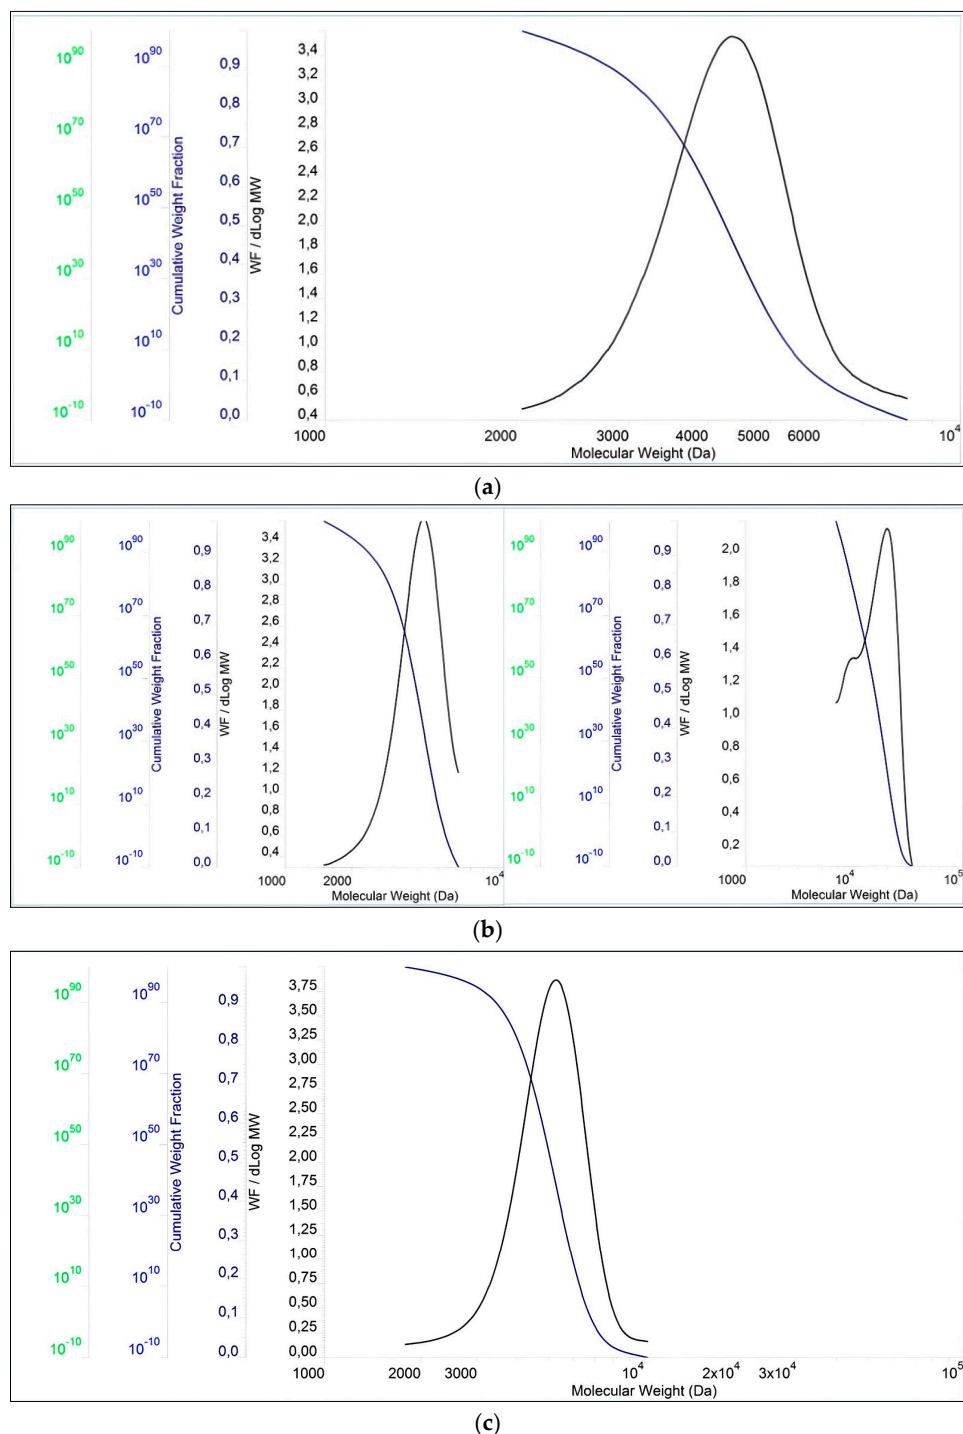 10^90 10^90 0,9 3,4
3,2
0,8 3,0
10^70 10^70 2,8
0,7 2,6
0,6 2,4
10^50 10^50 2,2
0,5 2,0
0,4 1,8
10^30 10^30 1,6
0,3 1,4
1,2
10^10 10^10 0,2 1,0
0,8
0,1 0,6
10^-10 10^-10 0,0 0,4
Cumulative Weight Fraction
WF / dLog MW
1000 2000 3000 4000 5000 6000 10^4
Molecular Weight (Da)
(a)
10^90 10^90 0,9 3,4
3,2
0,8 3,0
10^70 10^70 2,8
0,7 2,6
2,4
10^50 10^50 0,6 2,2
0,5 2,0
1,8
10^30 10^30 0,4 1,6
0,3 1,4
1,2
10^10 10^10 0,2 1,0
0,8
0,1 0,6
10^-10 10^-10 0,0 0,4
Cumulative Weight Fraction
WF / dLog MW
1000 2000 10^4
Molecular Weight (Da)
10^90 10^90 0,9 2,0
0,8 1,8
10^70 10^70 0,7 1,6
0,6 1,4
10^50 10^50 0,5 1,2
0,4 1,0
10^30 10^30 0,3 0,8
0,6
10^10 10^10 0,2 0,4
0,1 0,2
10^-10 10^-10 0,0
Cumulative Weight Fraction
WF / dLog MW
1000 10^4 10^5
Molecular Weight (Da)
(b)
10^90 10^90 0,9 3,75
3,50
0,8 3,25
10^70 10^70 3,00
0,7 2,75
0,6 2,50
10^50 10^50 2,25
0,5 2,00
1,75
10^30 10^30 0,4 1,50
0,3 1,25
1,00
10^10 10^10 0,2 0,75
0,50
0,1 0,25
10^-10 10^-10 0,0 0,00
Cumulative Weight Fraction
WF / dLog MW
1000 2000 3000 10^4 2x10^4 3x10^4 10^5
Molecular Weight (Da)
(c)